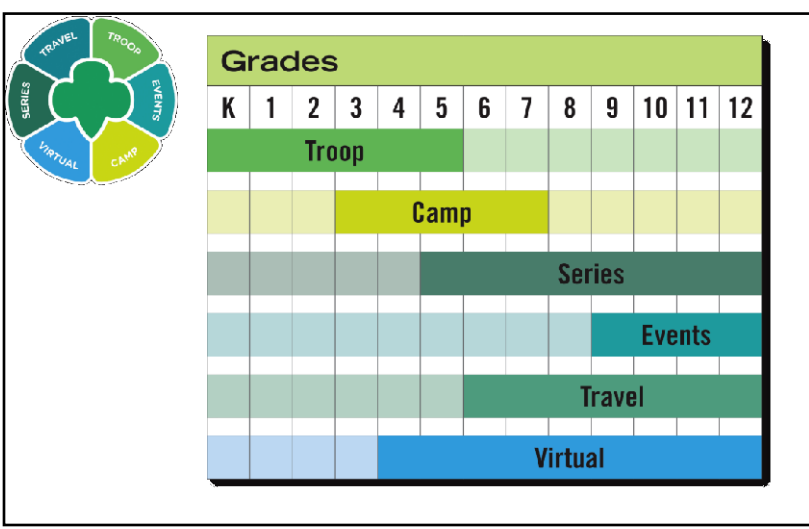 TRAVEL
TROOP
SERIES
EVENTS
VIRTUAL
CAMP
Grades
K 1 2 3 4 5 6 7 8 9 10 11 12
Troop
Camp
Series
Events
Travel
Virtual